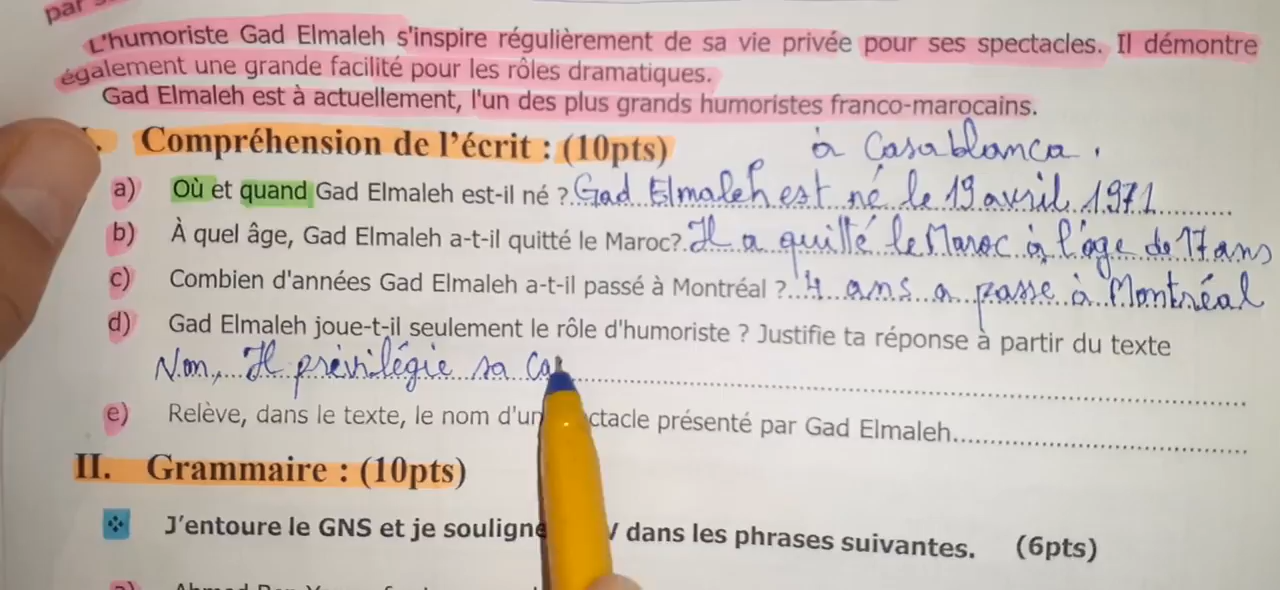 par
L'humoriste Gad Elmaleh s'inspire régulièrement de sa vie privée pour ses spectacles. Il démontre
également une grande facilité pour les rôles dramatiques.
Gad Elmaleh est à actuellement, l'un des plus grands humoristes franco-marocains.
I. Compréhension de l'écrit : (10pts)
à Casablanca.
a) Où et quand Gad Elmaleh est-il né ? Gad Elmaleh est né le 19 avril 1971
b) À quel âge, Gad Elmaleh a-t-il quitté le Maroc? Il a quitté le Maroc à l'âge de 17 ans
c) Combien d'années Gad Elmaleh a-t-il passé à Montréal ? 4 ans a passé à Montréal
d) Gad Elmaleh joue-t-il seulement le rôle d'humoriste ? Justifie ta réponse à partir du texte
Non, Il prévilégie sa Ca
e) Relève, dans le texte, le nom d'un ctacle présenté par Gad Elmaleh
II. Grammaire : (10pts)
J'entoure le GNS et je souligne V dans les phrases suivantes. (6pts)
a)